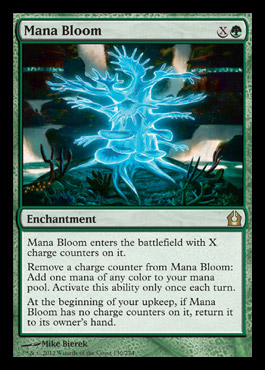 Mana Bloom X
Enchantment
Mana Bloom enters the battlefield with X
charge counters on it.
Remove a charge counter from Mana Bloom:
Add one mana of any color to your mana
pool. Activate this ability only once each turn.
At the beginning of your upkeep, if Mana
Bloom has no charge counters on it, return it
to its owner's hand.
Mike Bierek
™ & © 2012 Wizards of the Coast 130/274